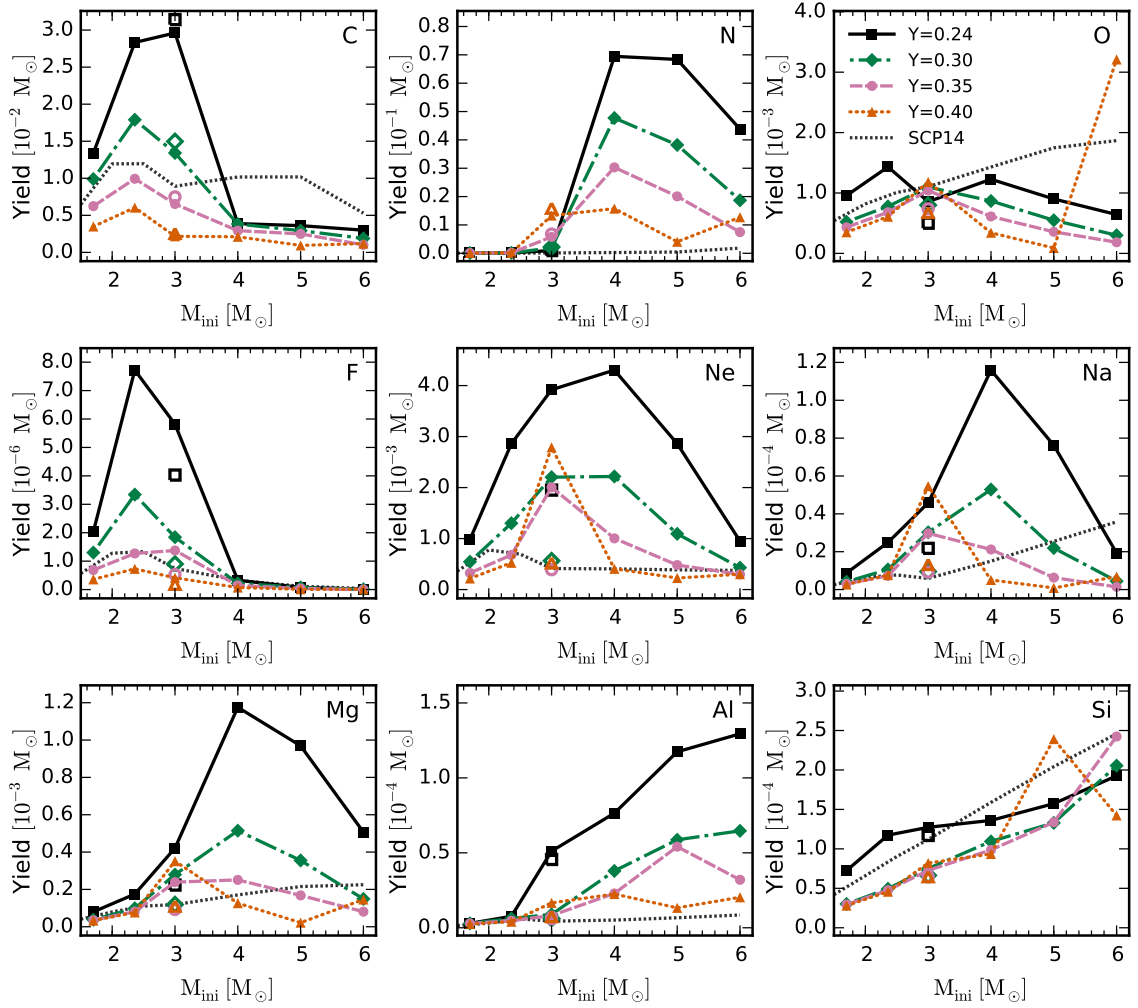 C
Yield [10⁻² M☉]
3.0
2.5
2.0
1.5
1.0
0.5
0.0
2 3 4 5 6
M_ini [M☉]
N
Yield [10⁻¹ M☉]
0.8
0.7
0.6
0.5
0.4
0.3
0.2
0.1
0.0
2 3 4 5 6
M_ini [M☉]
O
Yield [10⁻³ M☉]
4.0
3.0
2.0
1.0
0.0
Y=0.24
Y=0.30
Y=0.35
Y=0.40
SCP14
2 3 4 5 6
M_ini [M☉]
F
Yield [10⁻⁶ M☉]
8.0
7.0
6.0
5.0
4.0
3.0
2.0
1.0
0.0
2 3 4 5 6
M_ini [M☉]
Ne
Yield [10⁻³ M☉]
4.0
3.0
2.0
1.0
0.0
2 3 4 5 6
M_ini [M☉]
Na
Yield [10⁻⁴ M☉]
1.2
1.0
0.8
0.6
0.4
0.2
0.0
2 3 4 5 6
M_ini [M☉]
Mg
Yield [10⁻³ M☉]
1.2
1.0
0.8
0.6
0.4
0.2
0.0
2 3 4 5 6
M_ini [M☉]
Al
Yield [10⁻⁴ M☉]
1.5
1.0
0.5
0.0
2 3 4 5 6
M_ini [M☉]
Si
Yield [10⁻⁴ M☉]
3.0
2.5
2.0
1.5
1.0
0.5
0.0
2 3 4 5 6
M_ini [M☉]